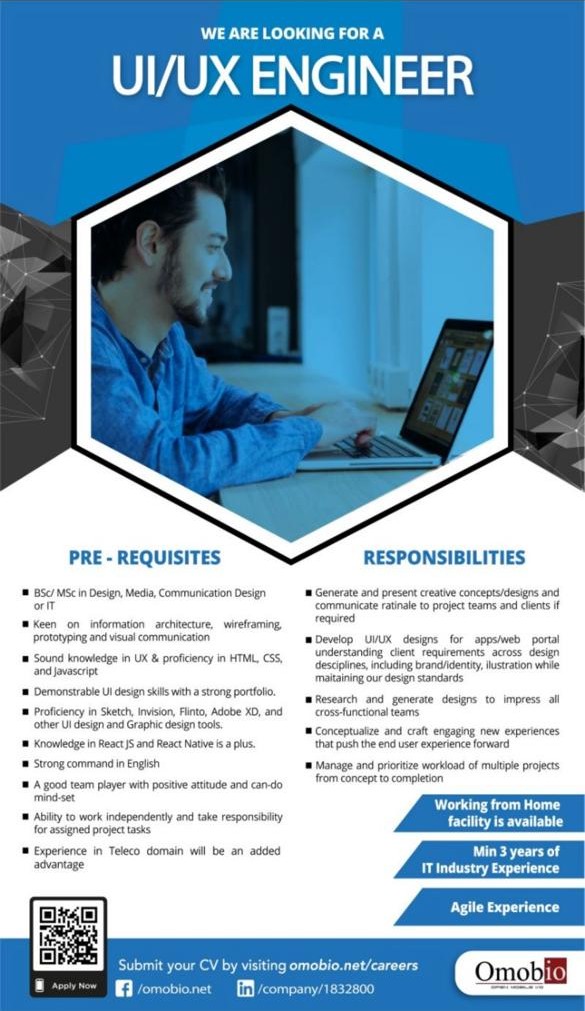 WE ARE LOOKING FOR A
UI/UX ENGINEER
PRE - REQUISITES
BSc/ MSc in Design, Media, Communication Design
or IT
Keen on information architecture, wireframing,
prototyping and visual communication
Sound knowledge in UX & proficiency in HTML, CSS,
and Javascript
Demonstrable UI design skills with a strong portfolio.
Proficiency in Sketch, Invision, Flinto, Adobe XD, and
other UI design and Graphic design tools.
Knowledge in React JS and React Native is a plus.
Strong command in English
A good team player with positive attitude and can-do
mind-set
Ability to work independently and take responsibility
for assigned project tasks
Experience in Teleco domain will be an added
advantage
RESPONSIBILITIES
Generate and present creative concepts/designs and
communicate ratinale to project teams and clients if
required
Develop UI/UX designs for apps/web portal
understanding client requirements across design
desciplines, including brand/identity, ilustration while
maitaining our design standards
Research and generate designs to impress all
cross-functional teams
Conceptualize and craft engaging new experiences
that push the end user experience forward
Manage and prioritize workload of multiple projects
from concept to completion
Working from Home
facility is available
Min 3 years of
IT Industry Experience
Agile Experience
Apply Now
Submit your CV by visiting omobio.net/careers
/omobio.net
/company/1832800
Omobio
OPEN MOBILE I/O